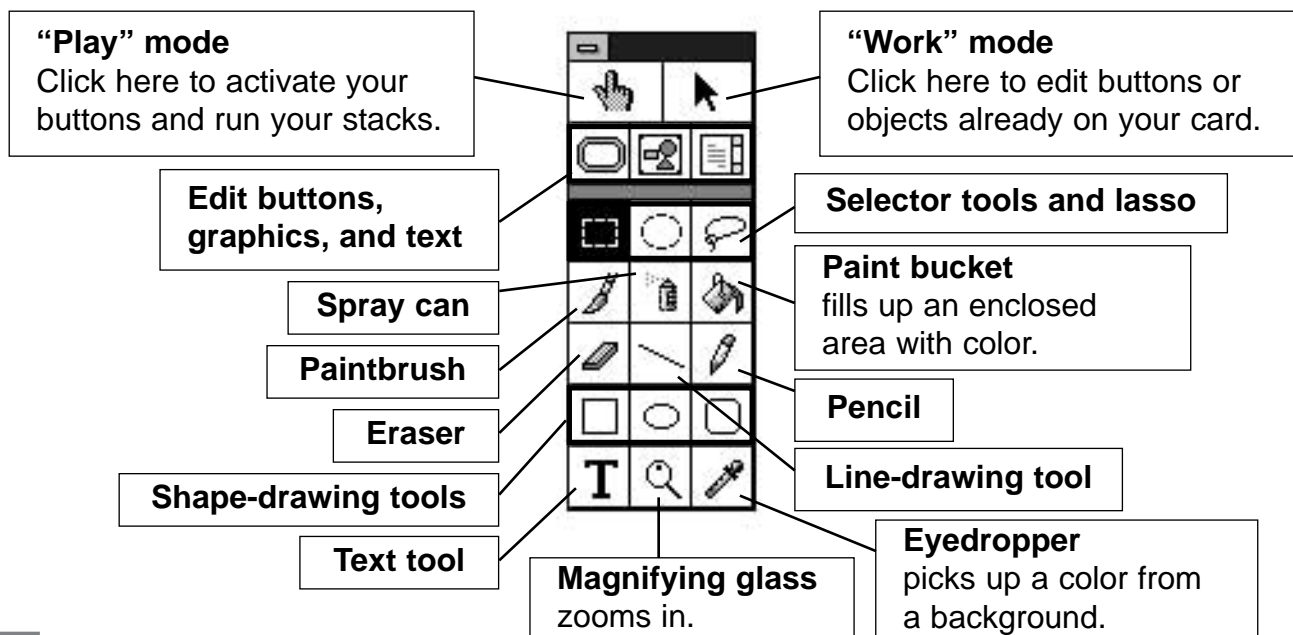 “Play” mode
Click here to activate your
buttons and run your stacks.
“Work” mode
Click here to edit buttons or
objects already on your card.
Edit buttons,
graphics, and text
Selector tools and lasso
Spray can
Paint bucket
fills up an enclosed
area with color.
Paintbrush
Pencil
Eraser
Line-drawing tool
Shape-drawing tools
T
Text tool
Magnifying glass
zooms in.
Eyedropper
picks up a color from
a background.